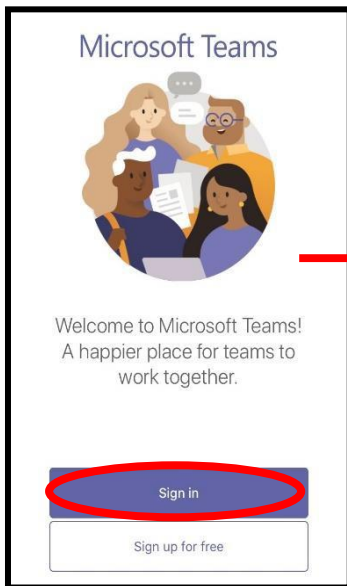 Microsoft Teams
Welcome to Microsoft Teams!
A happier place for teams to
work together.
Sign in
Sign up for free